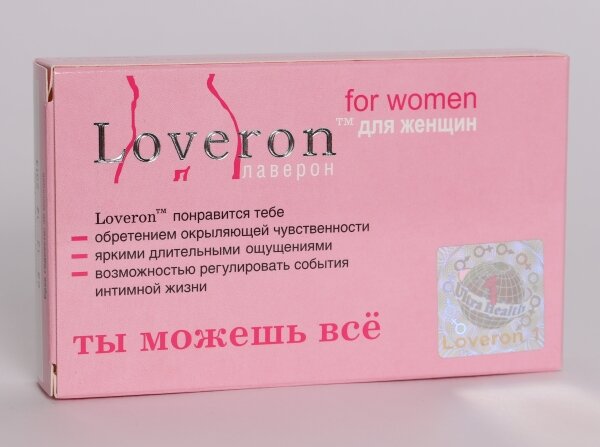 for women
Loveron™ для женщин
лаверон
Loveron™ понравится тебе
обретением окрыляющей чувственности
яркими длительными ощущениями
возможностью регулировать события
интимной жизни
ты можешь всё
1
Ultra Health
Loveron 1